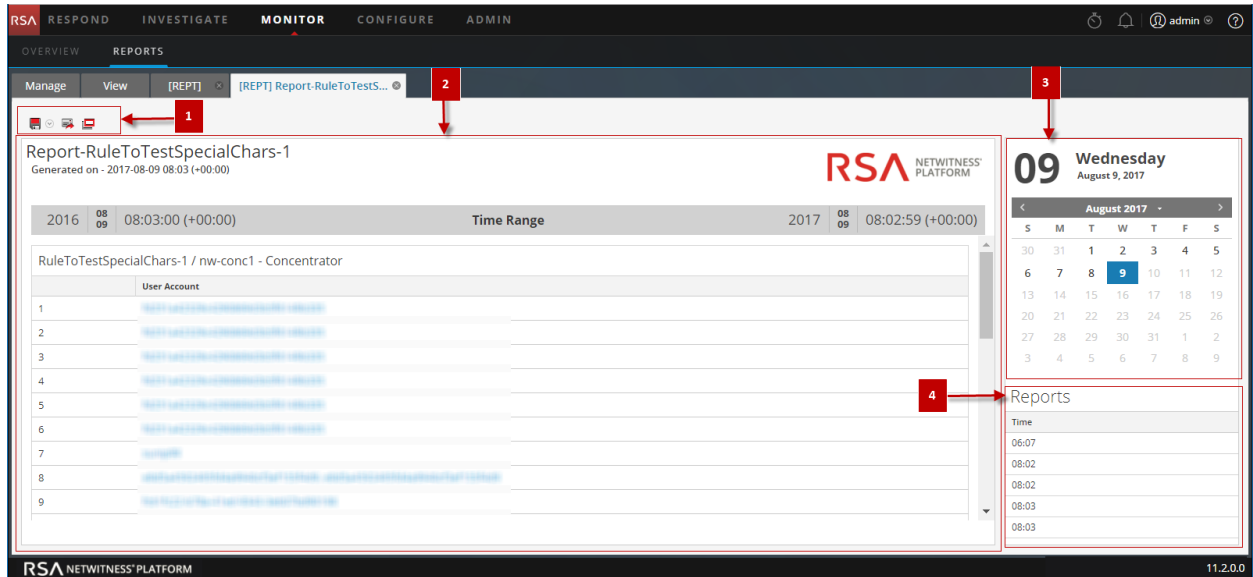 RSA RESPOND INVESTIGATE MONITOR CONFIGURE ADMIN admin ?
OVERVIEW REPORTS
Manage View [REPT] [REPT] Report-RuleToTestS...
2
3
1
Report-RuleToTestSpecialChars-1
Generated on - 2017-08-09 08:03 (+00:00)
RSA NETWITNESS® PLATFORM
2016 08 09 08:03:00 (+00:00) Time Range 2017 08 09 08:02:59 (+00:00)
RuleToTestSpecialChars-1 / nw-conc1 - Concentrator
User Account
1
2
3
4
5
6
7
8
9
09 Wednesday
August 9, 2017
< August 2017 >
S M T W T F S
30 31 1 2 3 4 5
6 7 8 9 10 11 12
13 14 15 16 17 18 19
20 21 22 23 24 25 26
27 28 29 30 31 1 2
3 4 5 6 7 8 9
4
Reports
Time
06:07
08:02
08:02
08:03
08:03
RSA NETWITNESS® PLATFORM 11.2.0.0